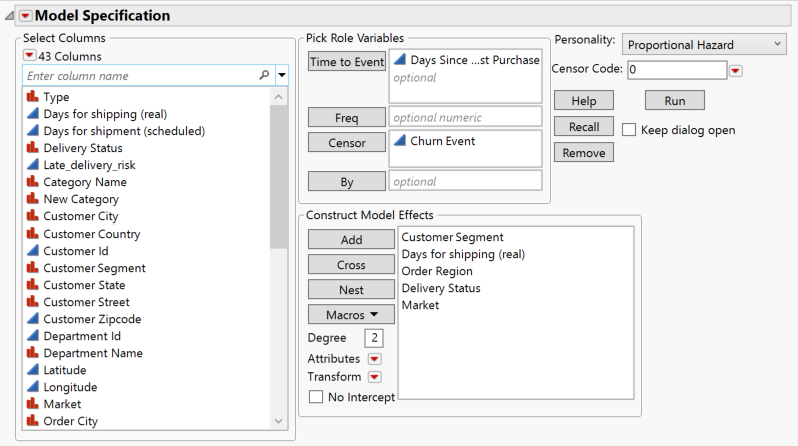 Model Specification
Select Columns
43 Columns
Enter column name
Type
Days for shipping (real)
Days for shipment (scheduled)
Delivery Status
Late_delivery_risk
Category Name
New Category
Customer City
Customer Country
Customer Id
Customer Segment
Customer State
Customer Street
Customer Zipcode
Department Id
Department Name
Latitude
Longitude
Market
Order City
Pick Role Variables
Time to Event
Days Since ...st Purchase
optional
Freq
optional numeric
Censor
Churn Event
By
optional
Personality:
Proportional Hazard
Censor Code:
0
Help
Run
Recall
Keep dialog open
Remove
Construct Model Effects
Add
Cross
Nest
Macros
Degree
2
Attributes
Transform
No Intercept
Customer Segment
Days for shipping (real)
Order Region
Delivery Status
Market